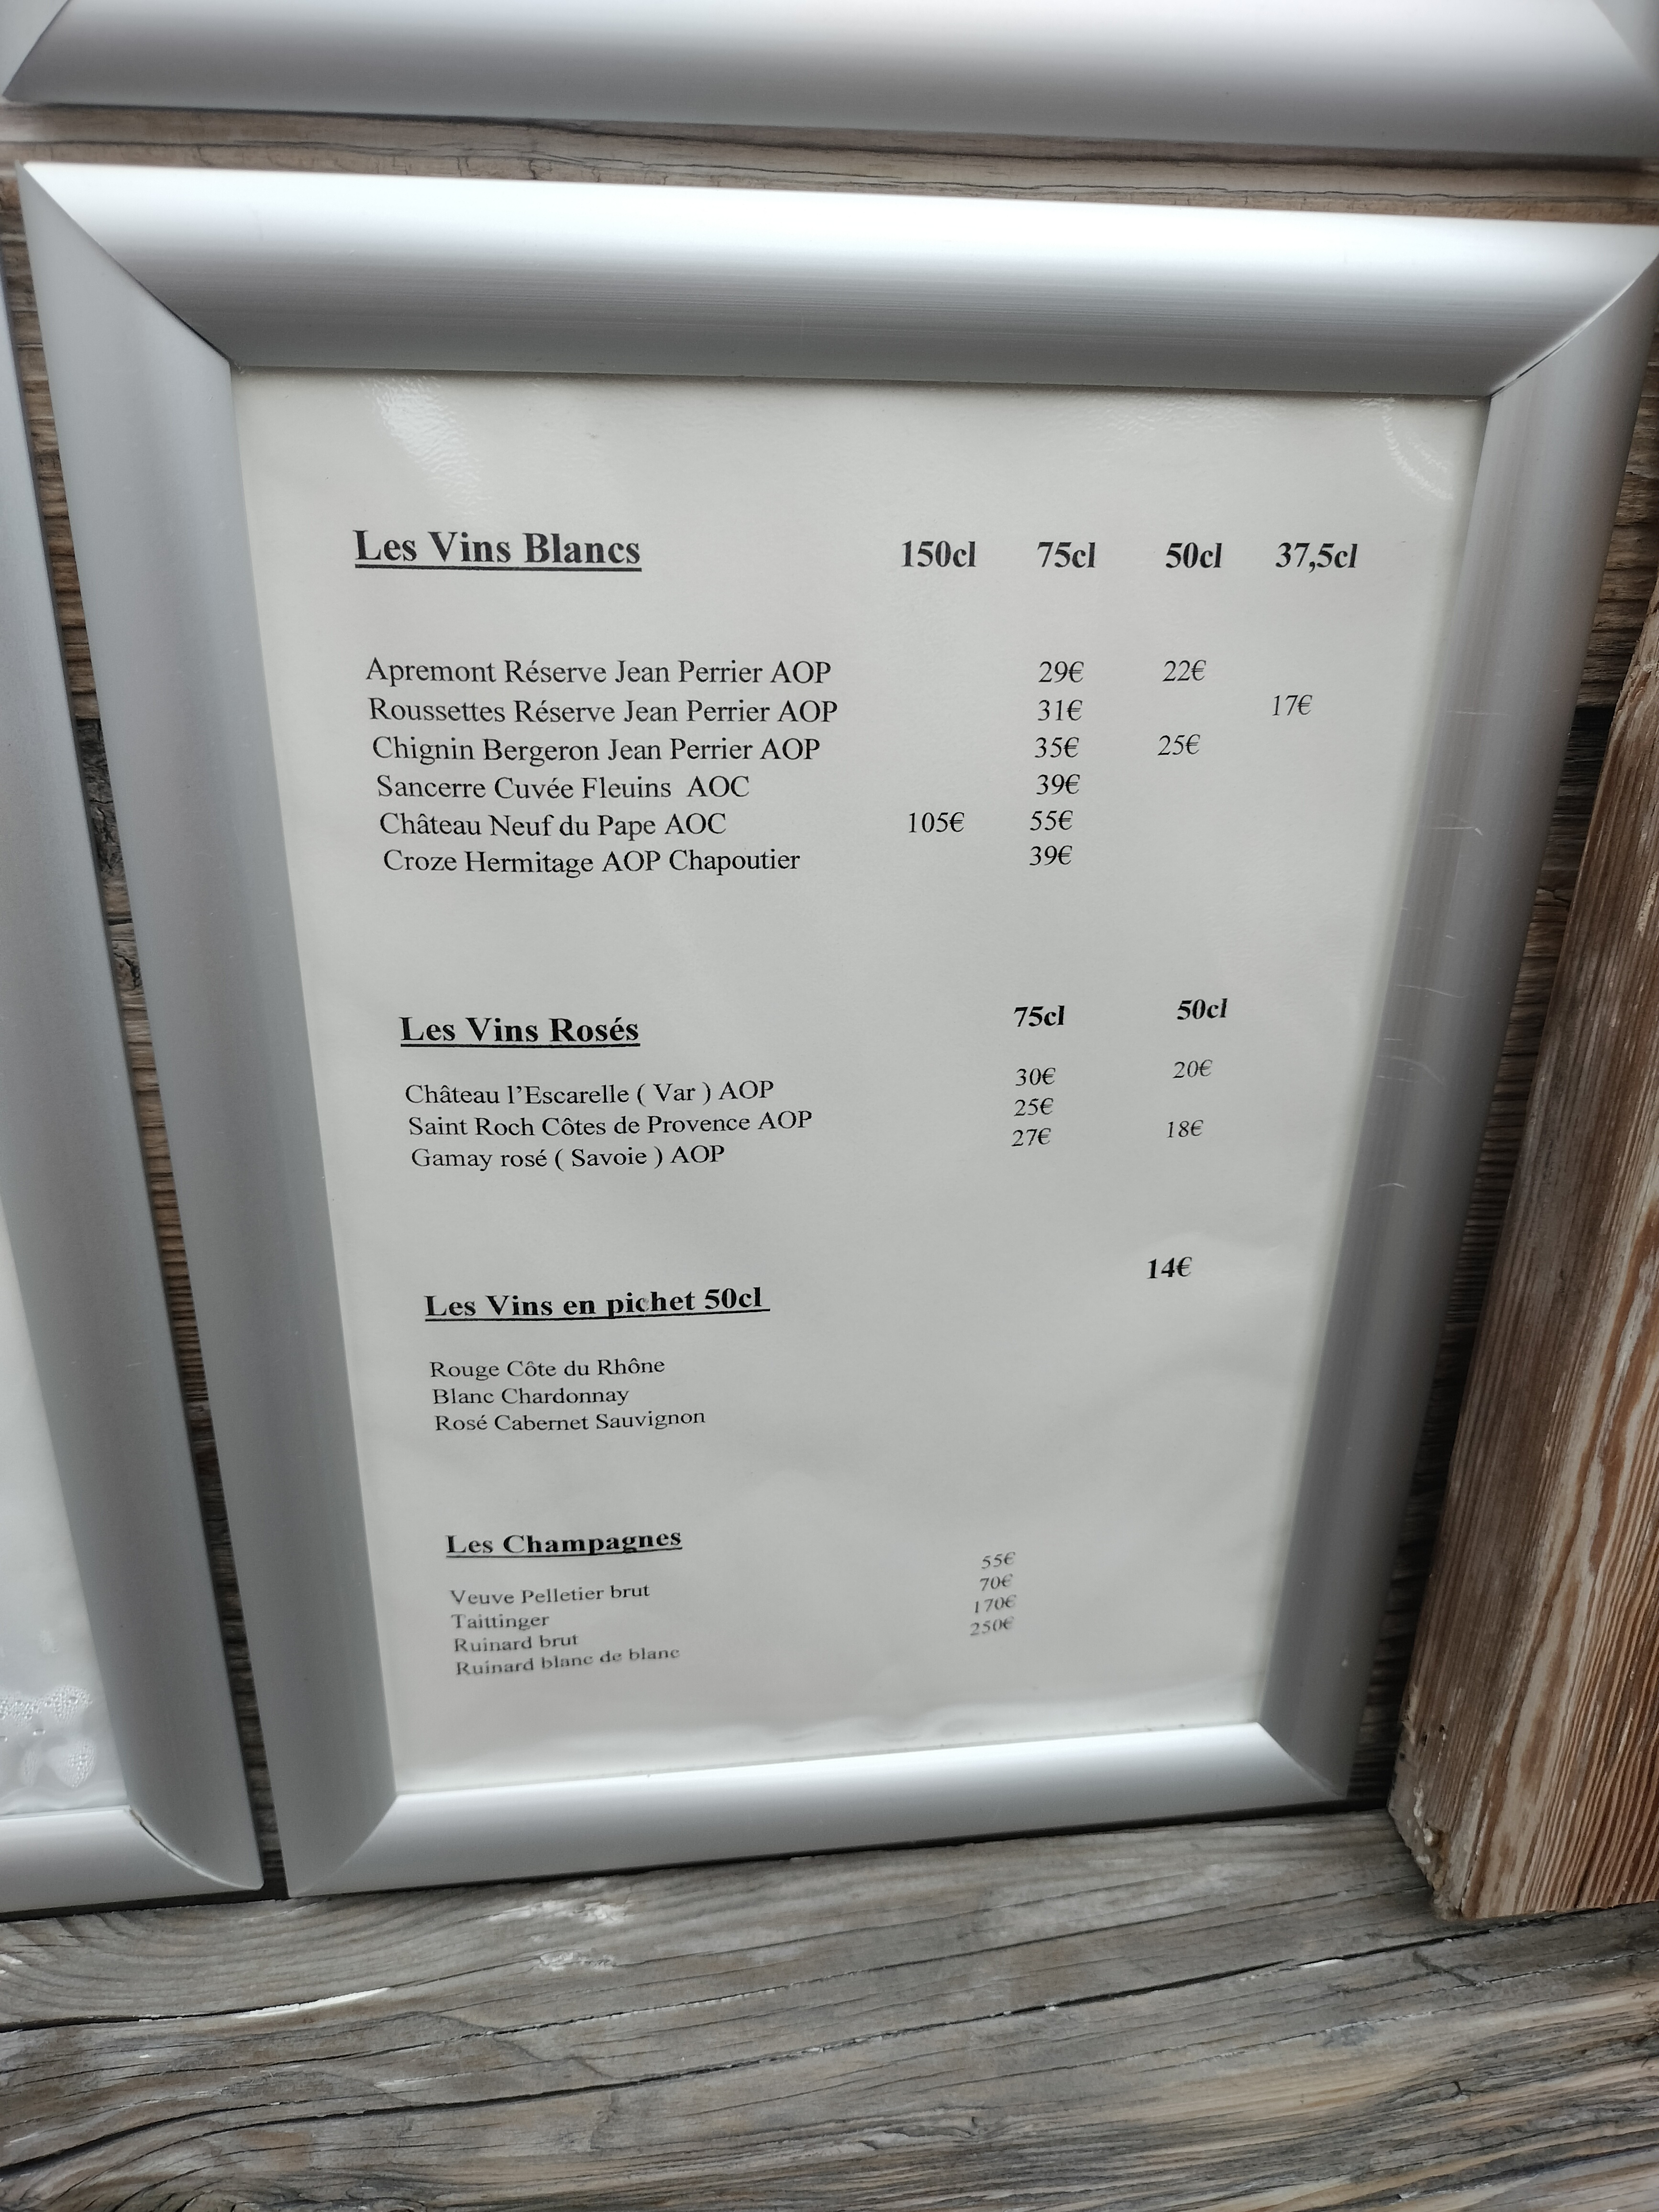 Les Vins Blancs 150cl 75cl 50cl 37,5cl
Apremont Réserve Jean Perrier AOP 29€ 22€
Roussettes Réserve Jean Perrier AOP 31€ 17€
Chignin Bergeron Jean Perrier AOP 35€ 25€
Sancerre Cuvée Fleuins AOC 39€
Château Neuf du Pape AOC 105€ 55€
Croze Hermitage AOP Chapoutier 39€
Les Vins Rosés 75cl 50cl
Château l'Escarelle ( Var ) AOP 30€ 20€
Saint Roch Côtes de Provence AOP 25€
Gamay rosé ( Savoie ) AOP 27€ 18€
Les Vins en pichet 50cl 14€
Rouge Côte du Rhône
Blanc Chardonnay
Rosé Cabernet Sauvignon
Les Champagnes
Veuve Pelletier brut 55€
Taittinger 70€
Ruinard brut 170€
Ruinard blanc de blanc 250€